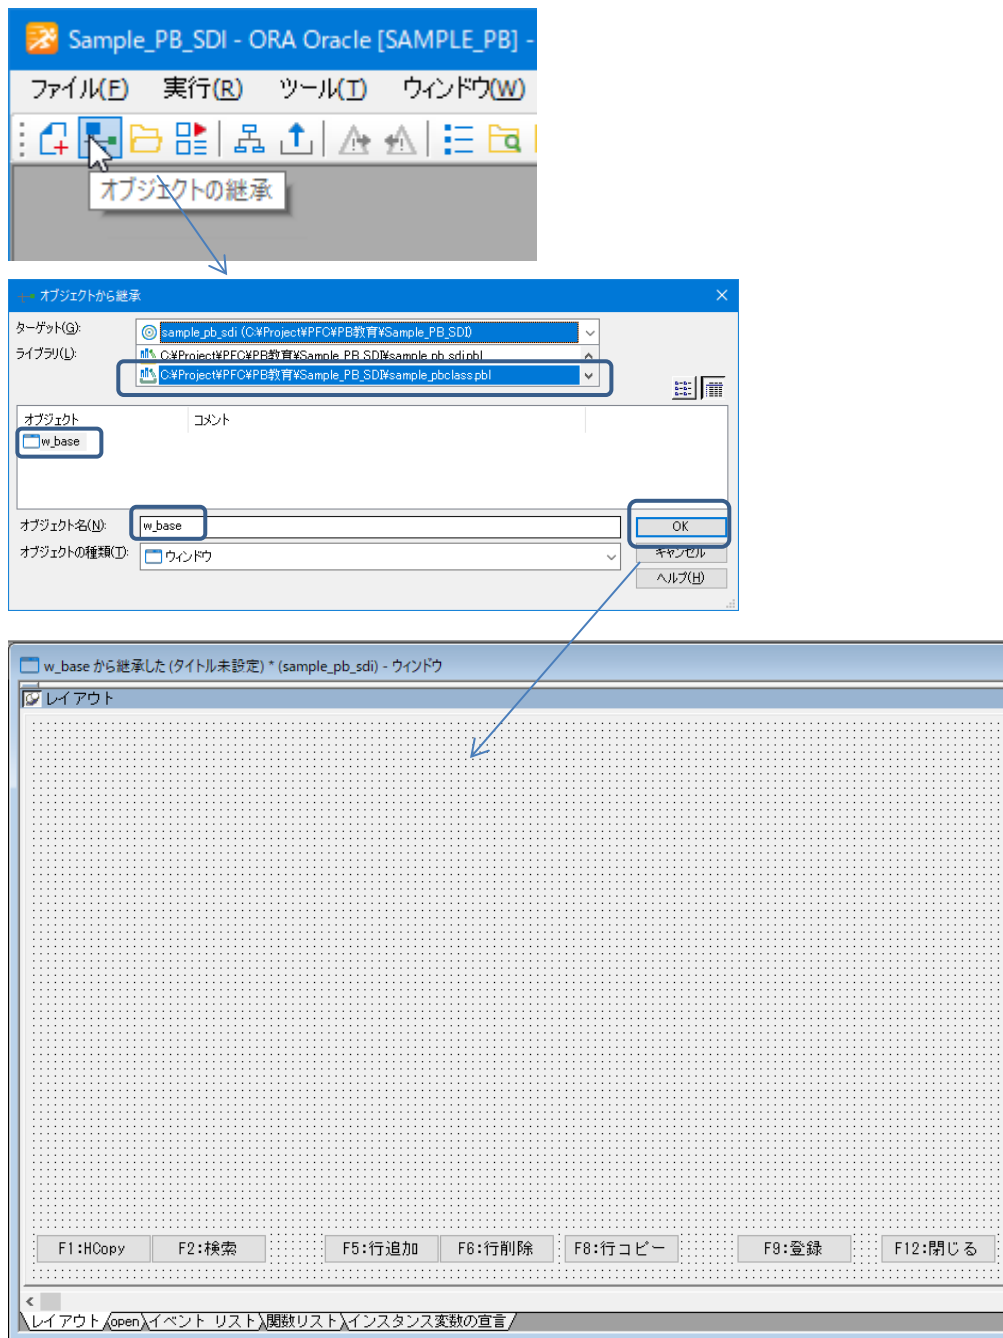 Sample_PB_SDI - ORA Oracle [SAMPLE_PB] -
ファイル(F) 実行(R) ツール(T) ウィンドウ(W)
オブジェクトの継承
オブジェクトから継承
ターゲット(G): sample_pb_sdi (C:¥Project¥PFC¥PB教育¥Sample_PB_SDI)
ライブラリ(L): C:¥Project¥PFC¥PB教育¥Sample_PB_SDI¥sample_pb_sdi.pbl
C:¥Project¥PFC¥PB教育¥Sample_PB_SDI¥sample_pbclass.pbl
オブジェクト コメント
w_base
オブジェクト名(N): w_base OK
オブジェクトの種類(T): ウィンドウ キャンセル
ヘルプ(H)
w_base から継承した (タイトル未設定) * (sample_pb_sdi) - ウィンドウ
レイアウト
F1:HCopy F2:検索 F5:行追加 F6:行削除 F8:行コピー F9:登録 F12:閉じる
レイアウト open イベント リスト 関数リスト インスタンス変数の宣言